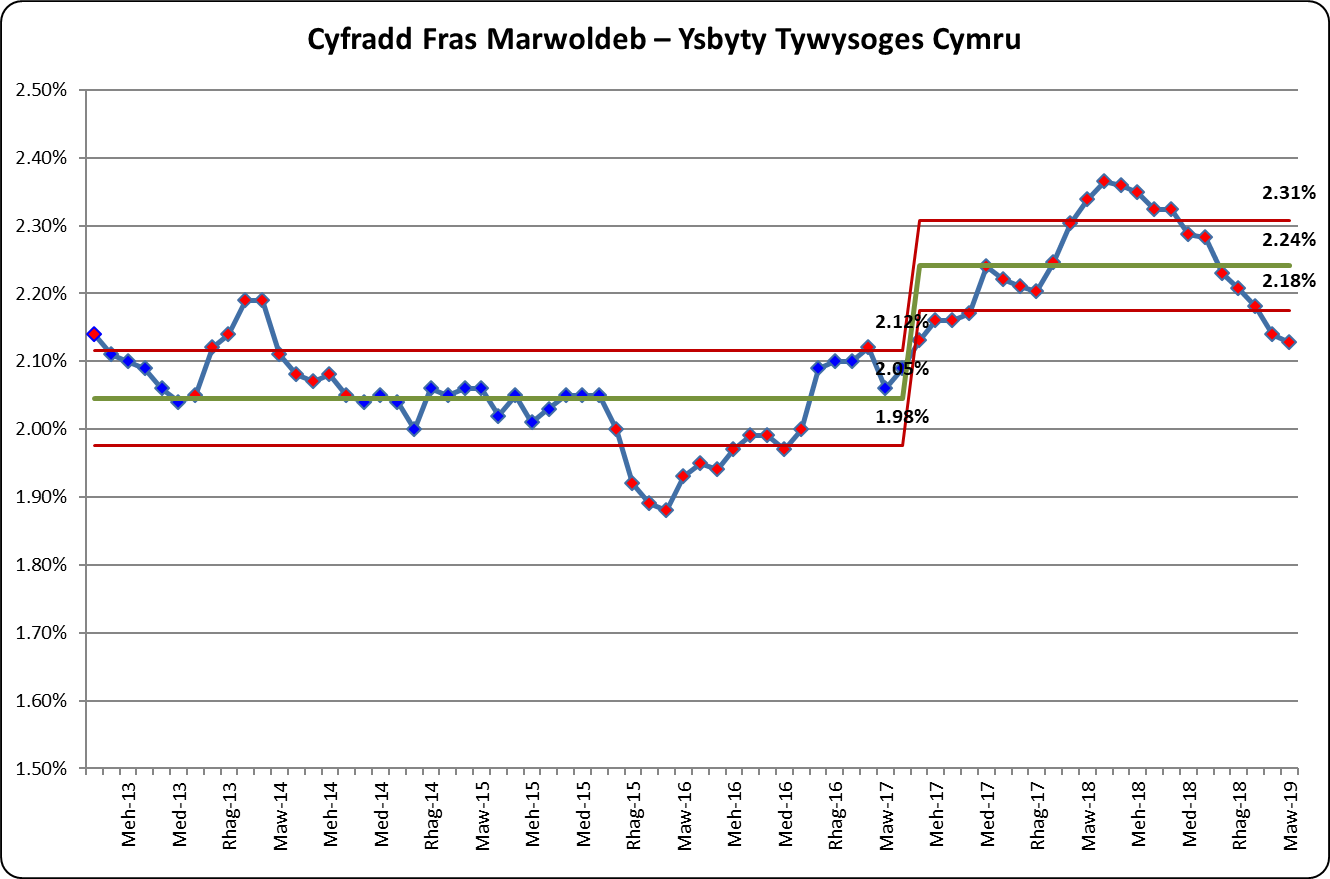 Cyfradd Fras Marwoldeb – Ysbyty Tywysoges Cymru
2.50%
2.40%
2.30%
2.20%
2.10%
2.00%
1.90%
1.80%
1.70%
1.60%
1.50%
2.12%
2.05%
1.98%
2.31%
2.24%
2.18%
Meh-13
Med-13
Rhag-13
Maw-14
Meh-14
Med-14
Rhag-14
Maw-15
Meh-15
Med-15
Rhag-15
Maw-16
Meh-16
Med-16
Rhag-16
Maw-17
Meh-17
Med-17
Rhag-17
Maw-18
Meh-18
Med-18
Rhag-18
Maw-19